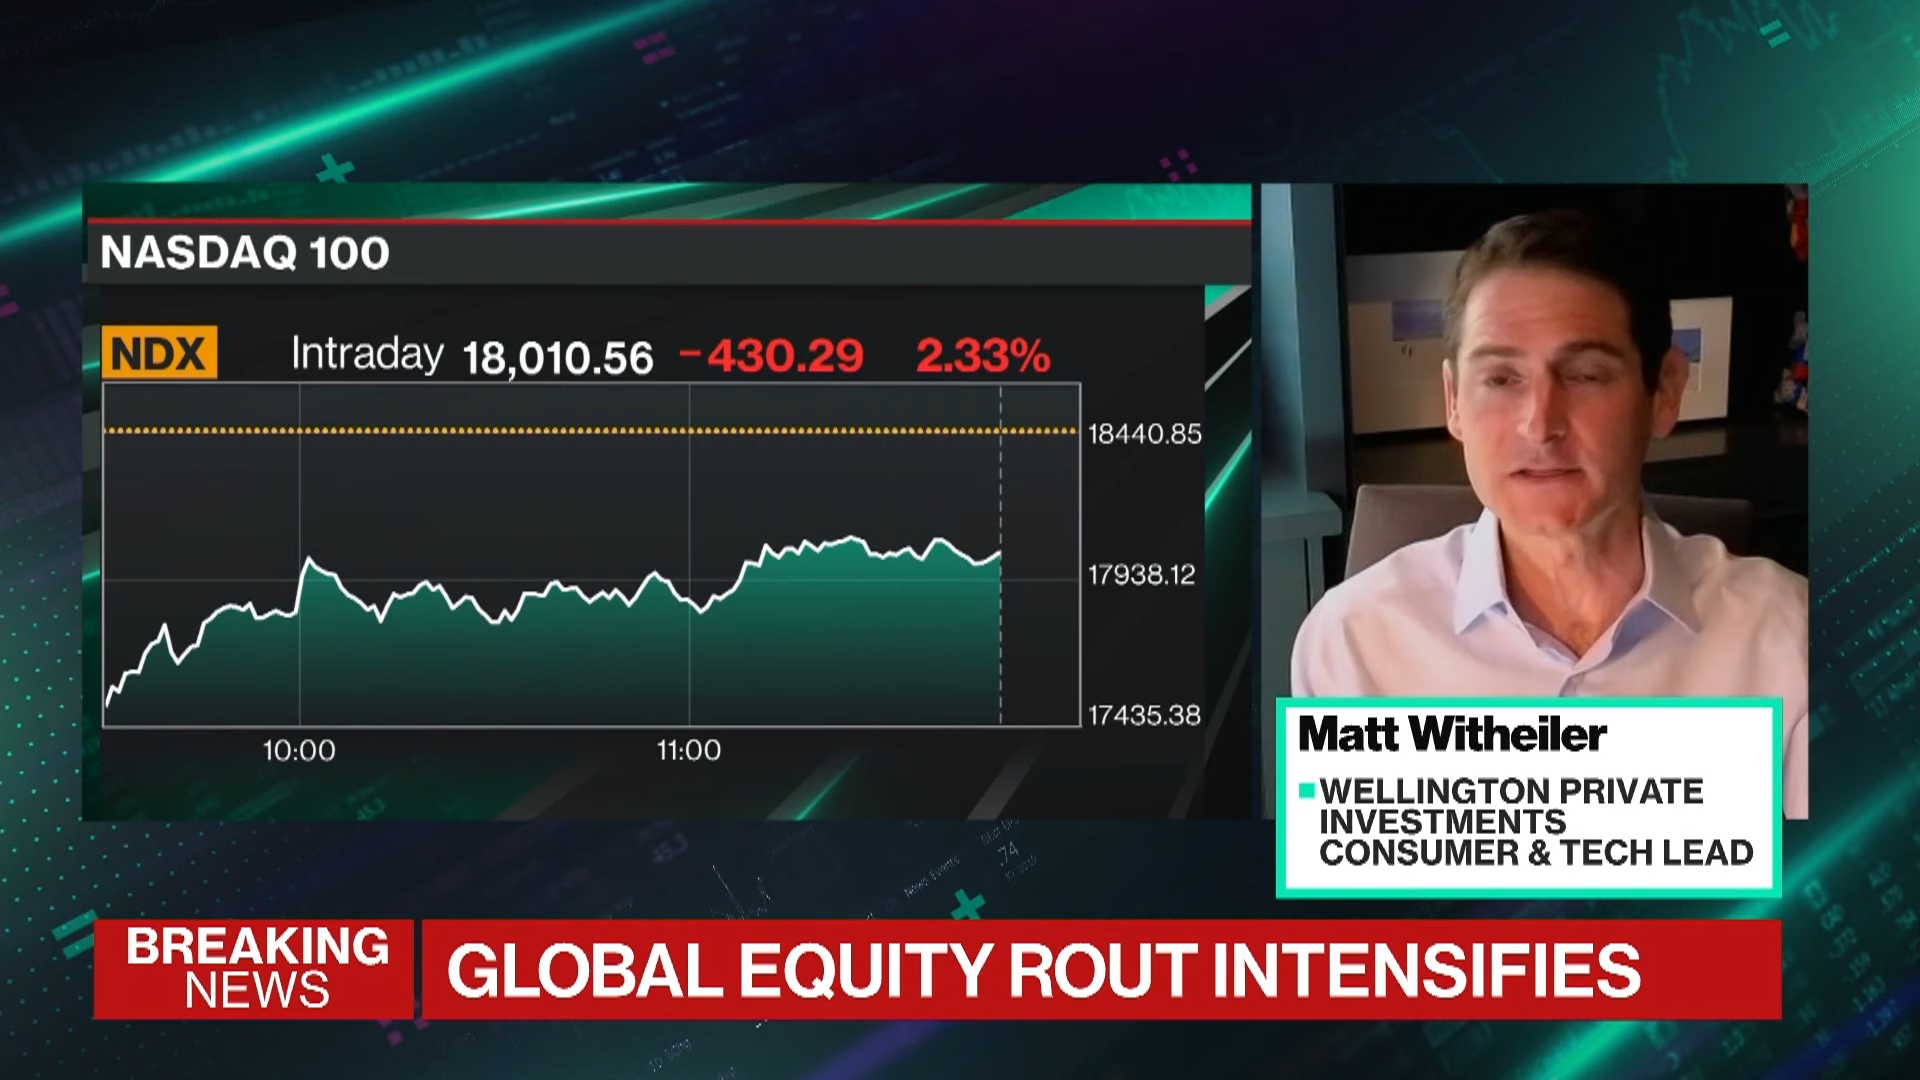 NASDAQ 100
NDX Intraday 18,010.56 -430.29 2.33%
18440.85
17938.12
17435.38
10:00 11:00
Matt Witheiler
WELLINGTON PRIVATE
INVESTMENTS
CONSUMER & TECH LEAD
BREAKING
NEWS
GLOBAL EQUITY ROUT INTENSIFIES